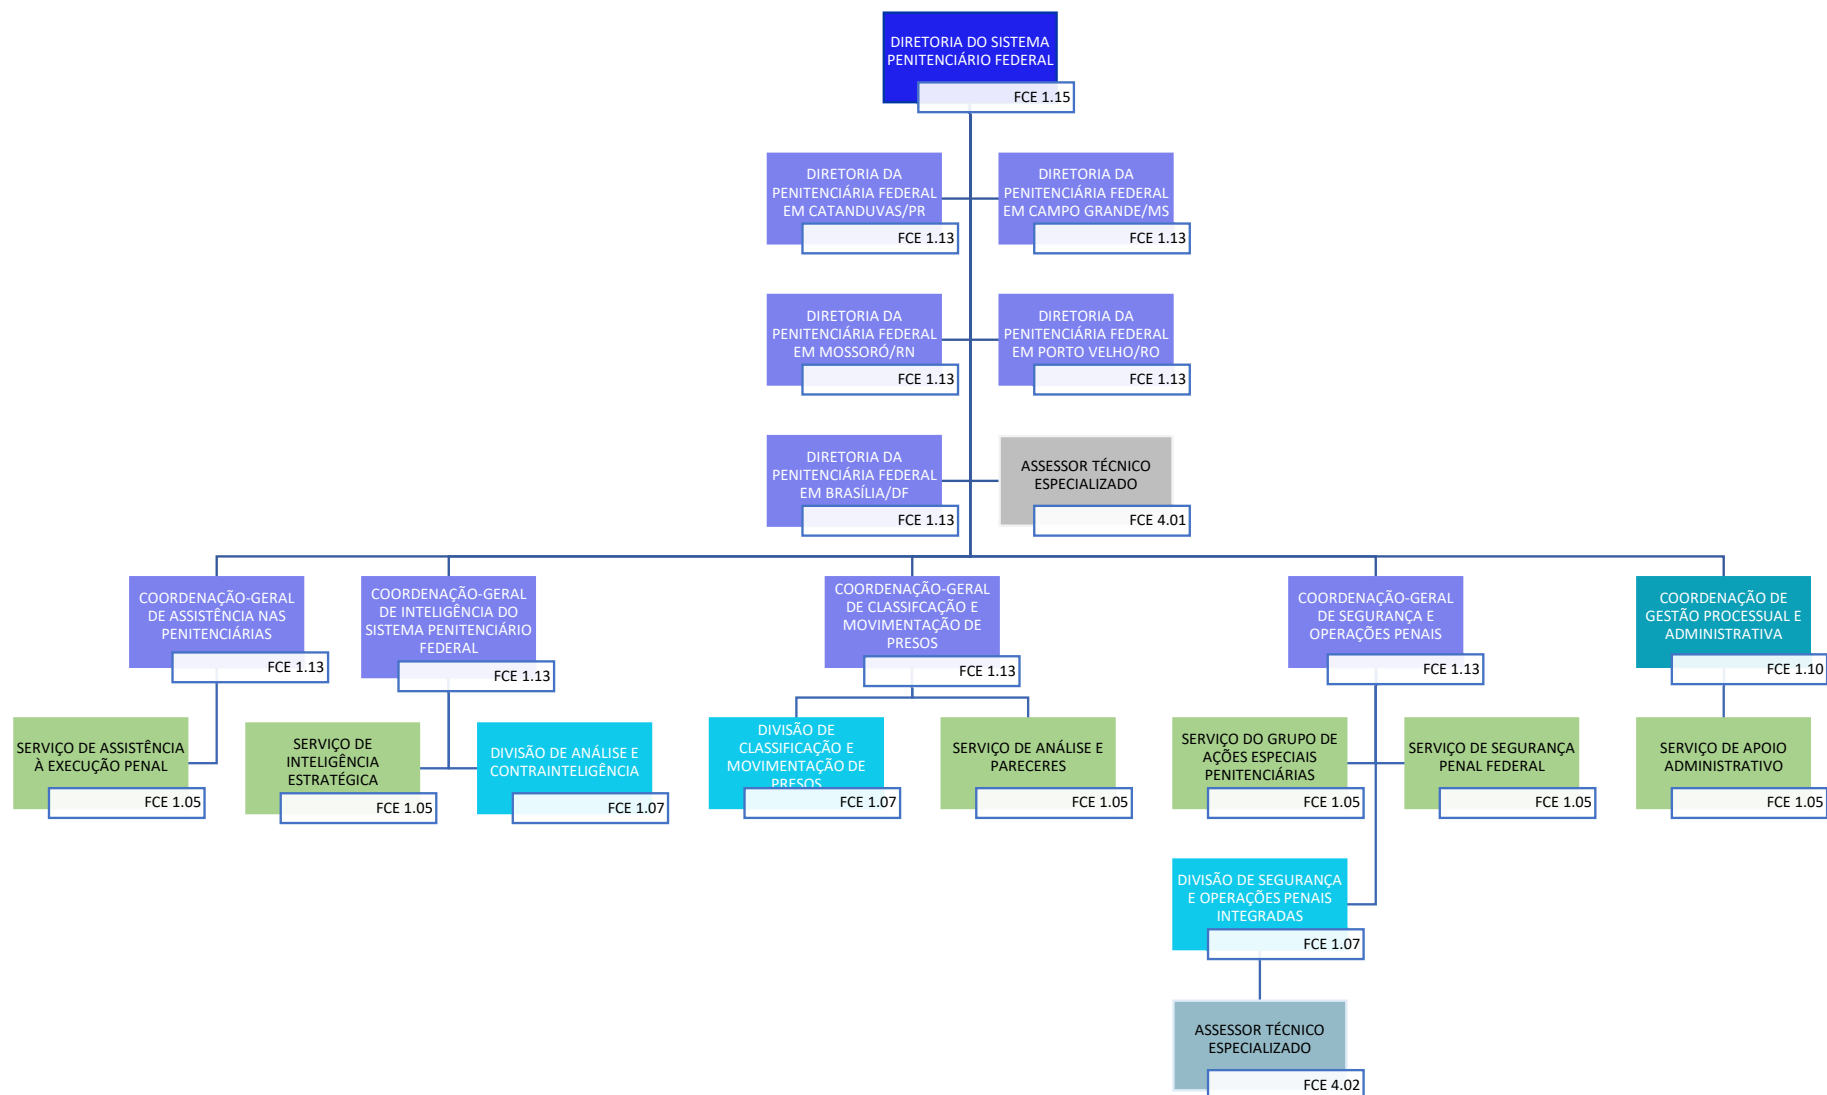 DIRETORIA DO SISTEMA
PENITENCIÁRIO FEDERAL
FCE 1.15
DIRETORIA DA
PENITENCIÁRIA FEDERAL
EM CATANDUVAS/PR
FCE 1.13
DIRETORIA DA
PENITENCIÁRIA FEDERAL
EM CAMPO GRANDE/MS
FCE 1.13
DIRETORIA DA
PENITENCIÁRIA FEDERAL
EM MOSSORÓ/RN
FCE 1.13
DIRETORIA DA
PENITENCIÁRIA FEDERAL
EM PORTO VELHO/RO
FCE 1.13
DIRETORIA DA
PENITENCIÁRIA FEDERAL
EM BRASÍLIA/DF
FCE 1.13
ASSESSOR TÉCNICO
ESPECIALIZADO
FCE 4.01
COORDENAÇÃO-GERAL
DE ASSISTÊNCIA NAS
PENITENCIÁRIAS
FCE 1.13
COORDENAÇÃO-GERAL
DE INTELIGÊNCIA DO
SISTEMA PENITENCIÁRIO
FEDERAL
FCE 1.13
COORDENAÇÃO-GERAL
DE CLASSIFCAÇÃO E
MOVIMENTAÇÃO DE
PRESOS
FCE 1.13
COORDENAÇÃO-GERAL
DE SEGURANÇA E
OPERAÇÕES PENAIS
FCE 1.13
COORDENAÇÃO DE
GESTÃO PROCESSUAL E
ADMINISTRATIVA
FCE 1.10
SERVIÇO DE ASSISTÊNCIA
À EXECUÇÃO PENAL
FCE 1.05
SERVIÇO DE
INTELIGÊNCIA
ESTRATÉGICA
FCE 1.05
DIVISÃO DE ANÁLISE E
CONTRAINTELIGÊNCIA
FCE 1.07
DIVISÃO DE
CLASSIFICAÇÃO E
MOVIMENTAÇÃO DE
PRESOS
FCE 1.07
SERVIÇO DE ANÁLISE E
PARECERES
FCE 1.05
SERVIÇO DO GRUPO DE
AÇÕES ESPECIAIS
PENITENCIÁRIAS
FCE 1.05
SERVIÇO DE SEGURANÇA
PENAL FEDERAL
FCE 1.05
SERVIÇO DE APOIO
ADMINISTRATIVO
FCE 1.05
DIVISÃO DE SEGURANÇA
E OPERAÇÕES PENAIS
INTEGRADAS
FCE 1.07
ASSESSOR TÉCNICO
ESPECIALIZADO
FCE 4.02